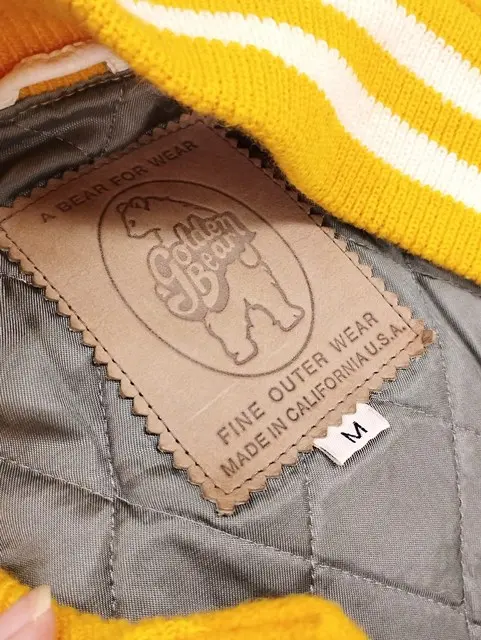 A BEAR FOR WEAR
Golden
Bear
FINE OUTER WEAR
MADE IN CALIFORNIA U.S.A.
M